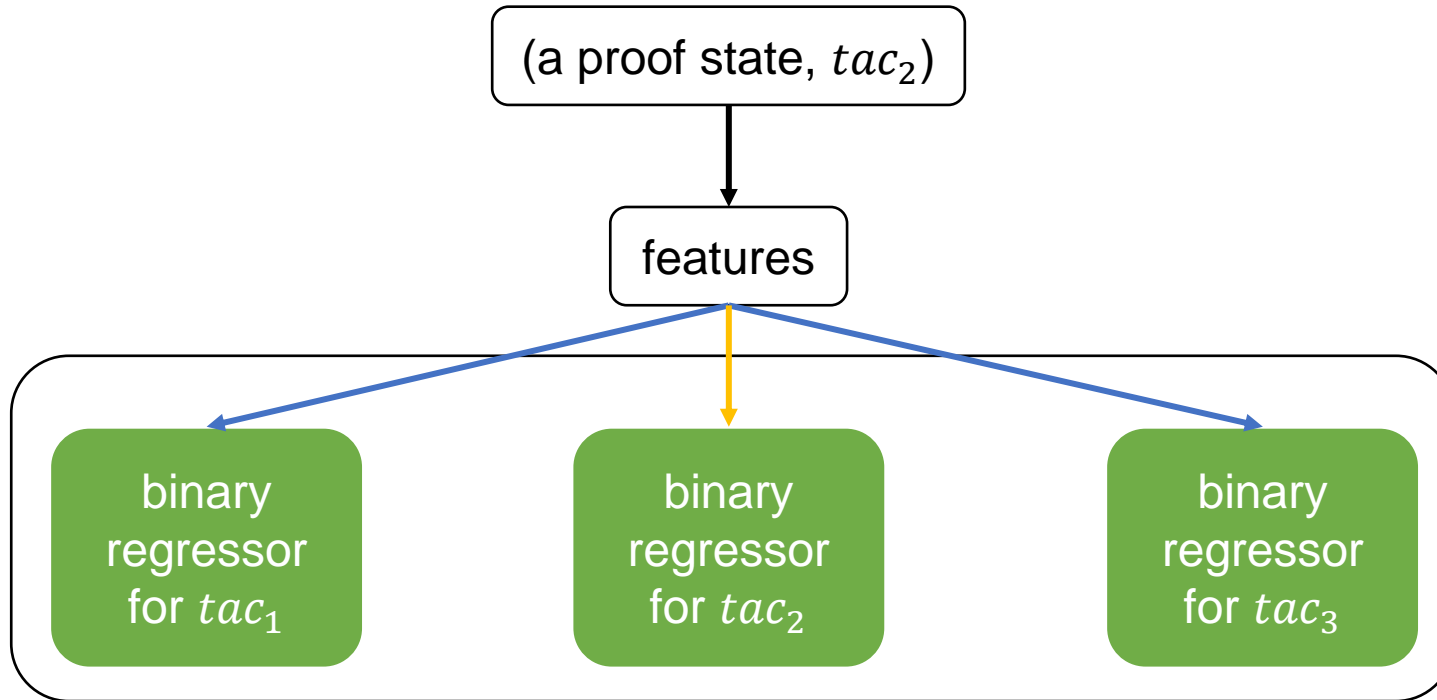 (a proof state, tac₂)
features
binary
regressor
for tac₁
binary
regressor
for tac₂
binary
regressor
for tac₃